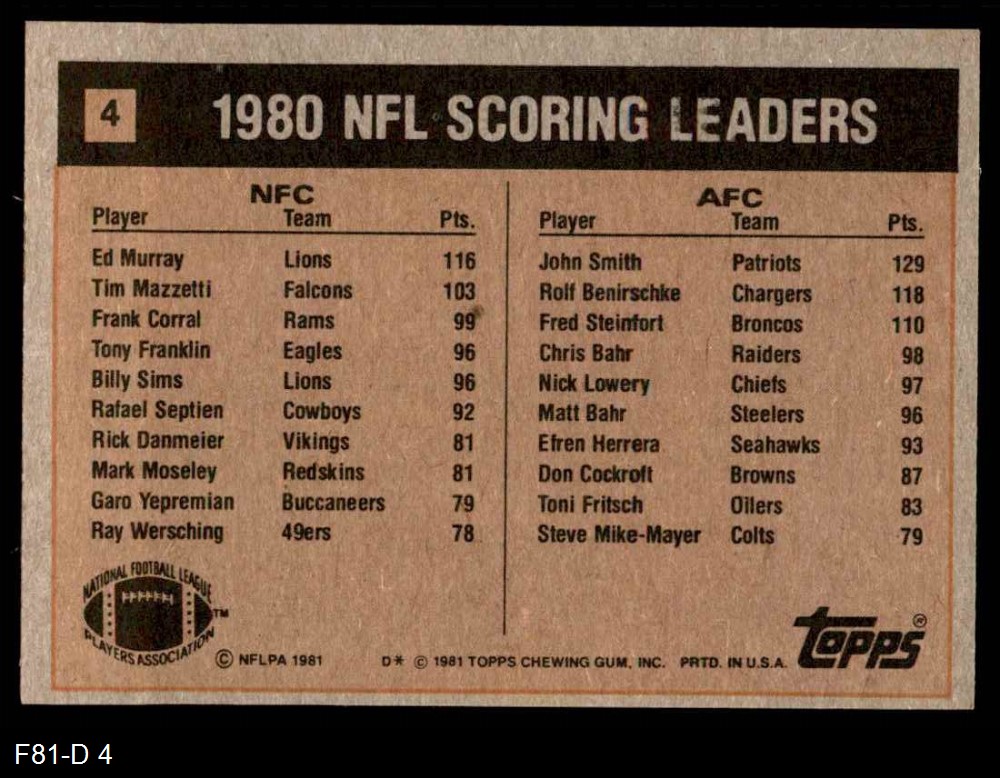 4
1980 NFL SCORING LEADERS
NFC
Player Team Pts.
Ed Murray Lions 116
Tim Mazzetti Falcons 103
Frank Corral Rams 99
Tony Franklin Eagles 96
Billy Sims Lions 96
Rafael Septien Cowboys 92
Rick Danmeier Vikings 81
Mark Moseley Redskins 81
Garo Yepremian Buccaneers 79
Ray Wersching 49ers 78
AFC
Player Team Pts.
John Smith Patriots 129
Rolf Benirschke Chargers 118
Fred Steinfort Broncos 110
Chris Bahr Raiders 98
Nick Lowery Chiefs 97
Matt Bahr Steelers 96
Efren Herrera Seahawks 93
Don Cockroft Browns 87
Toni Fritsch Oilers 83
Steve Mike-Mayer Colts 79
NATIONAL FOOTBALL LEAGUE
PLAYERS ASSOCIATION TM
© NFLPA 1981
D* © 1981 TOPPS CHEWING GUM, INC. PRTD. IN U.S.A.
topps®
F81-D 4